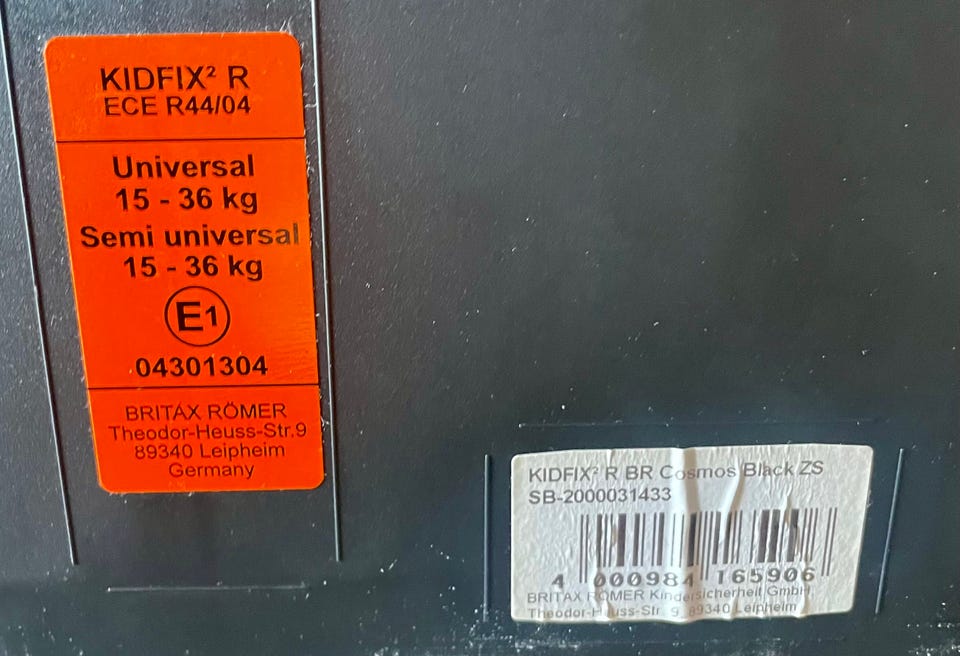 KIDFIX² R
ECE R44/04
Universal
15 - 36 kg
Semi universal
15 - 36 kg
E1
04301304
BRITAX RÖMER
Theodor-Heuss-Str.9
89340 Leipheim
Germany
KIDFIX² R BR Cosmos Black ZS
SB-2000031433
4 000984 165906
BRITAX RÖMER Kindersicherheit GmbH,
Theodor-Heuss-Str. 9, 89340 Leipheim